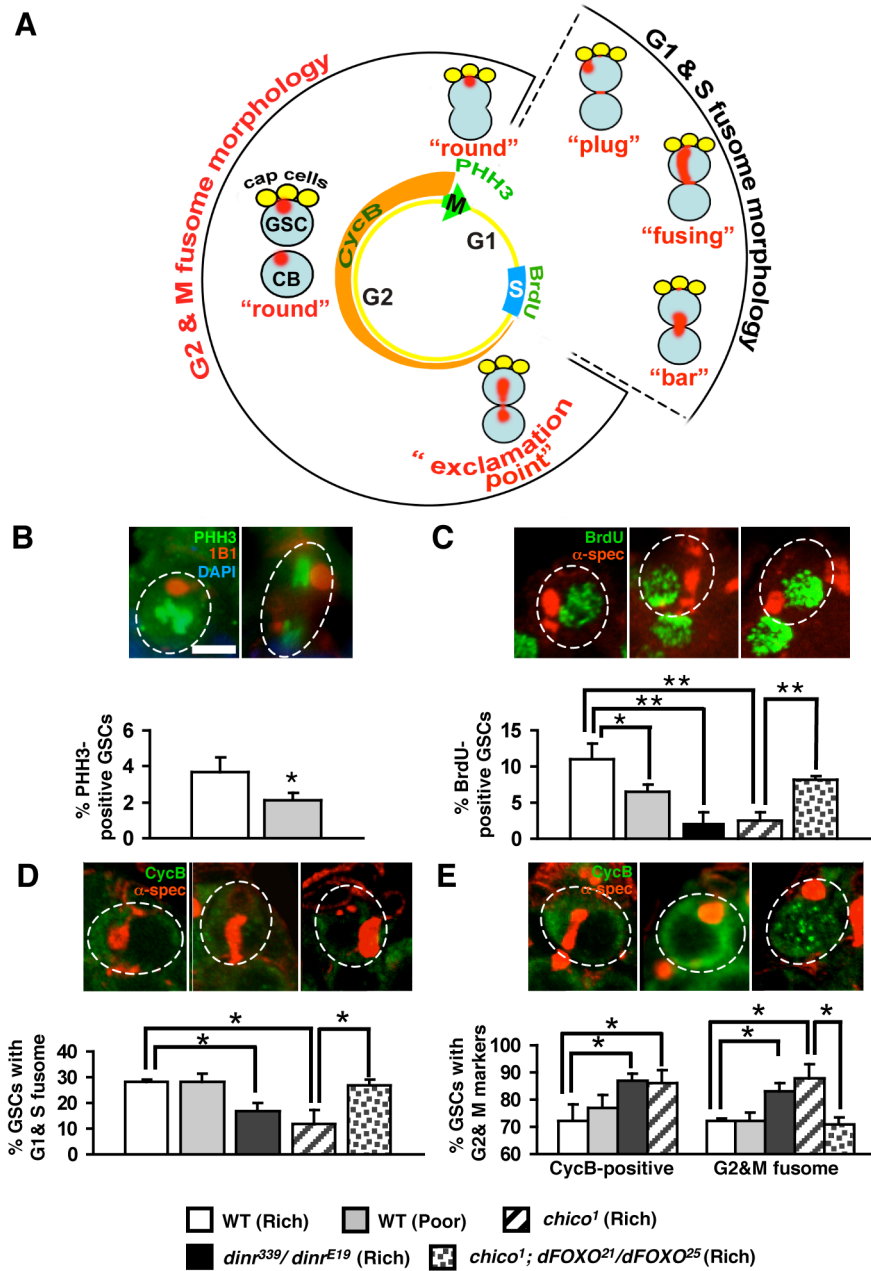 A
G2 & M fusome morphology
G1 & S fusome morphology
"round"
"plug"
"fusing"
"bar"
"exclamation point"
cap cells
GSC
CB
"round"
PHH3
M
CycB
G1
G2
S
BrdU
B
PHH3
1B1
DAPI
% PHH3-
positive GSCs
6
4
2
0
*
C
BrdU
α-spec
% BrdU-
positive GSCs
15
10
5
0
**
**
*
**
D
CycB
α-spec
% GSCs with
G1& S fusome
40
30
20
10
0
*
*
*
E
CycB
α-spec
% GSCs with
G2& M markers
100
90
80
70
60
*
*
*
*
*
CycB-positive
G2&M fusome
WT (Rich)
WT (Poor)
chico1 (Rich)
dinr339/ dinrE19 (Rich)
chico1; dFOXO21/dFOXO25 (Rich)